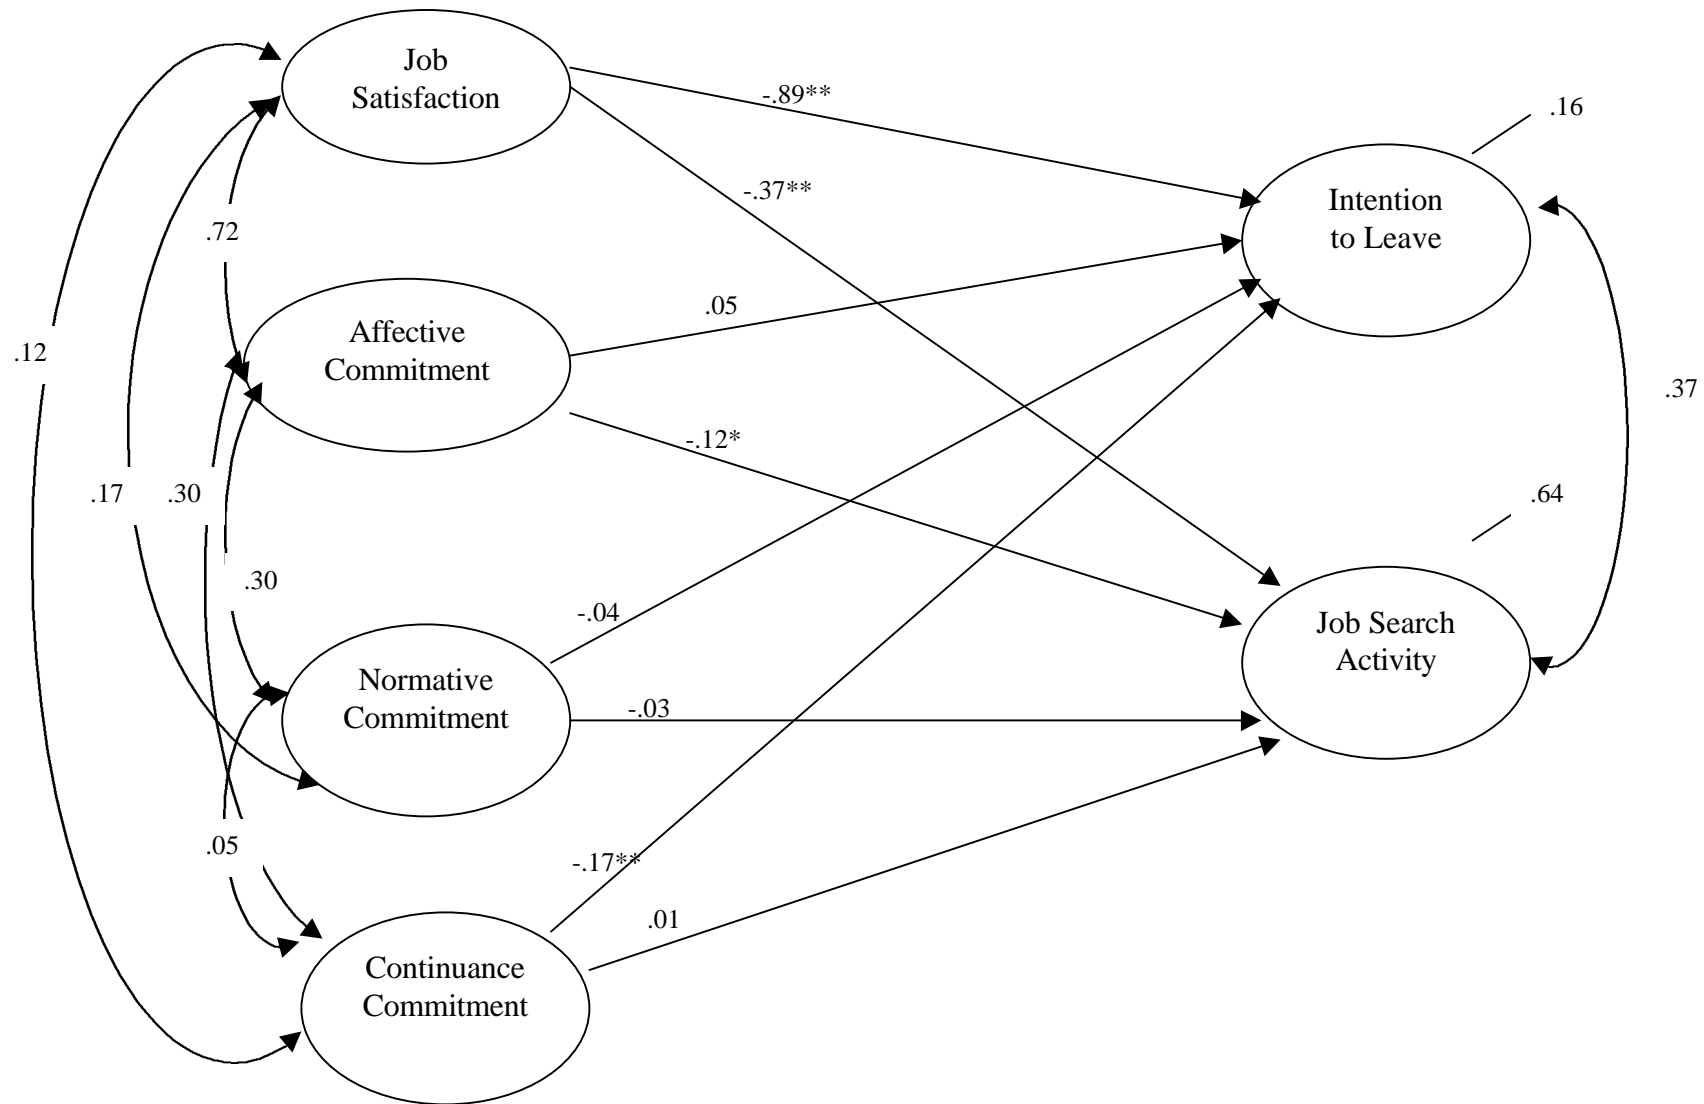 Job
Satisfaction
-.89**
.16
-.37**
Intention
to Leave
.72
.05
Affective
Commitment
.12
.37
-.12*
.17
.30
.64
.30
-.04
Job Search
Activity
Normative
Commitment
-.03
.05
-.17**
.01
Continuance
Commitment